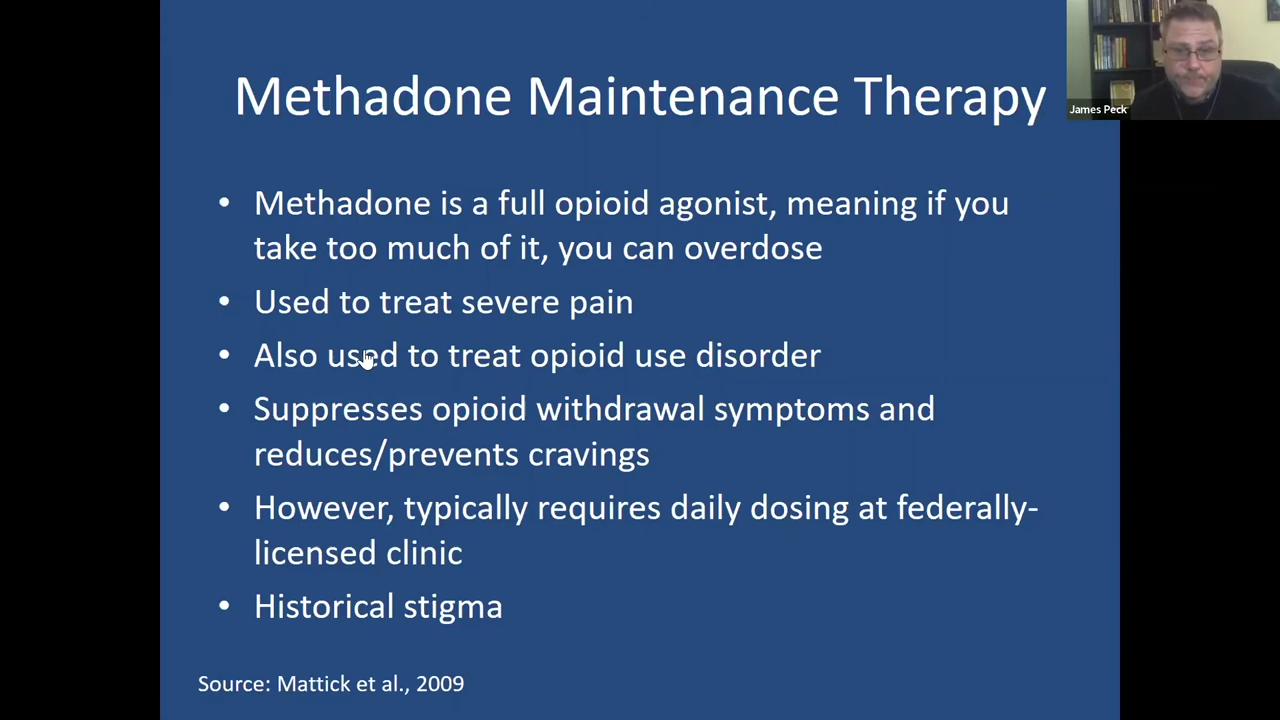 Methadone Maintenance Therapy
James Peck
• Methadone is a full opioid agonist, meaning if you
take too much of it, you can overdose
• Used to treat severe pain
• Also used to treat opioid use disorder
• Suppresses opioid withdrawal symptoms and
reduces/prevents cravings
• However, typically requires daily dosing at federally-
licensed clinic
• Historical stigma
Source: Mattick et al., 2009